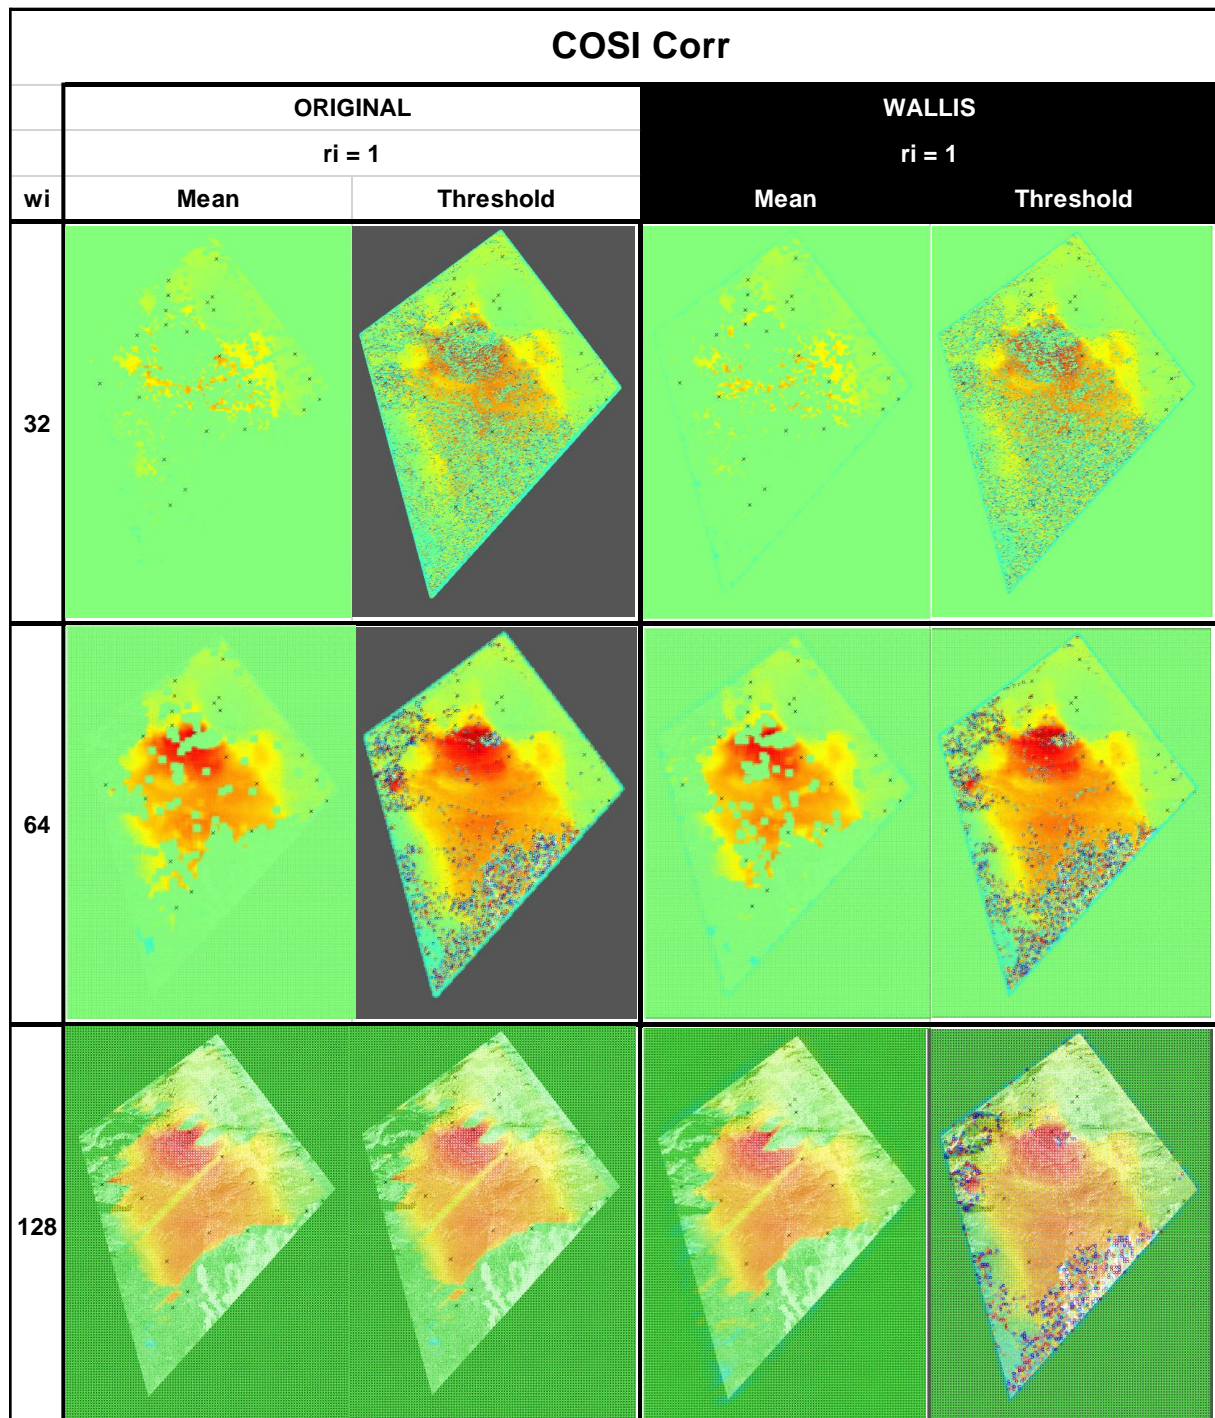 COSI Corr
ORIGINAL WALLIS
ri = 1 ri = 1
wi Mean Threshold Mean Threshold
32
64
128